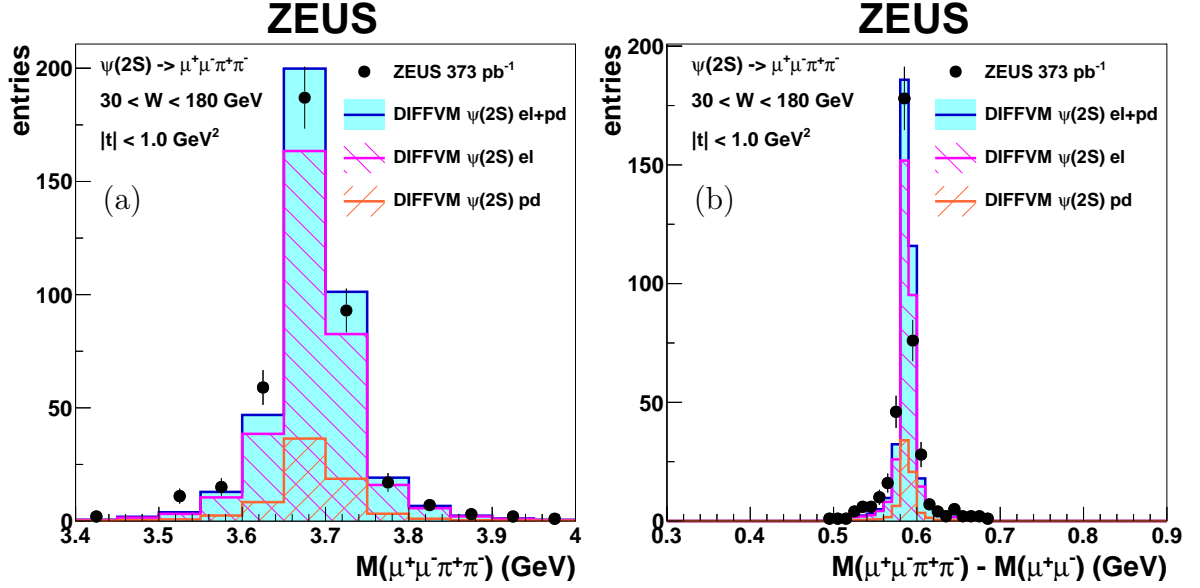 ZEUS
entries
ψ(2S) -> μ⁺μ⁻π⁺π⁻
30 < W < 180 GeV
|t| < 1.0 GeV²
(a)
ZEUS 373 pb⁻¹
DIFFVM ψ(2S) el+pd
DIFFVM ψ(2S) el
DIFFVM ψ(2S) pd
200
150
100
50
0
3.4 3.5 3.6 3.7 3.8 3.9 4
M(μ⁺μ⁻π⁺π⁻) (GeV)
ZEUS
entries
ψ(2S) -> μ⁺μ⁻π⁺π⁻
30 < W < 180 GeV
|t| < 1.0 GeV²
(b)
ZEUS 373 pb⁻¹
DIFFVM ψ(2S) el+pd
DIFFVM ψ(2S) el
DIFFVM ψ(2S) pd
200
150
100
50
0
0.3 0.4 0.5 0.6 0.7 0.8 0.9
M(μ⁺μ⁻π⁺π⁻) - M(μ⁺μ⁻) (GeV)